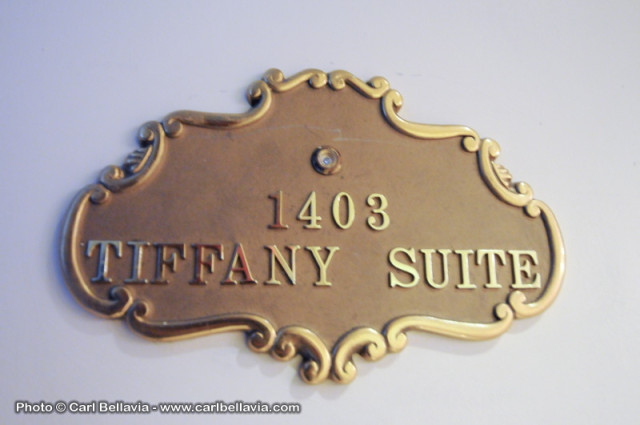 1403
TIFFANY SUITE
Photo © Carl Bellavia - www.carlbellavia.com